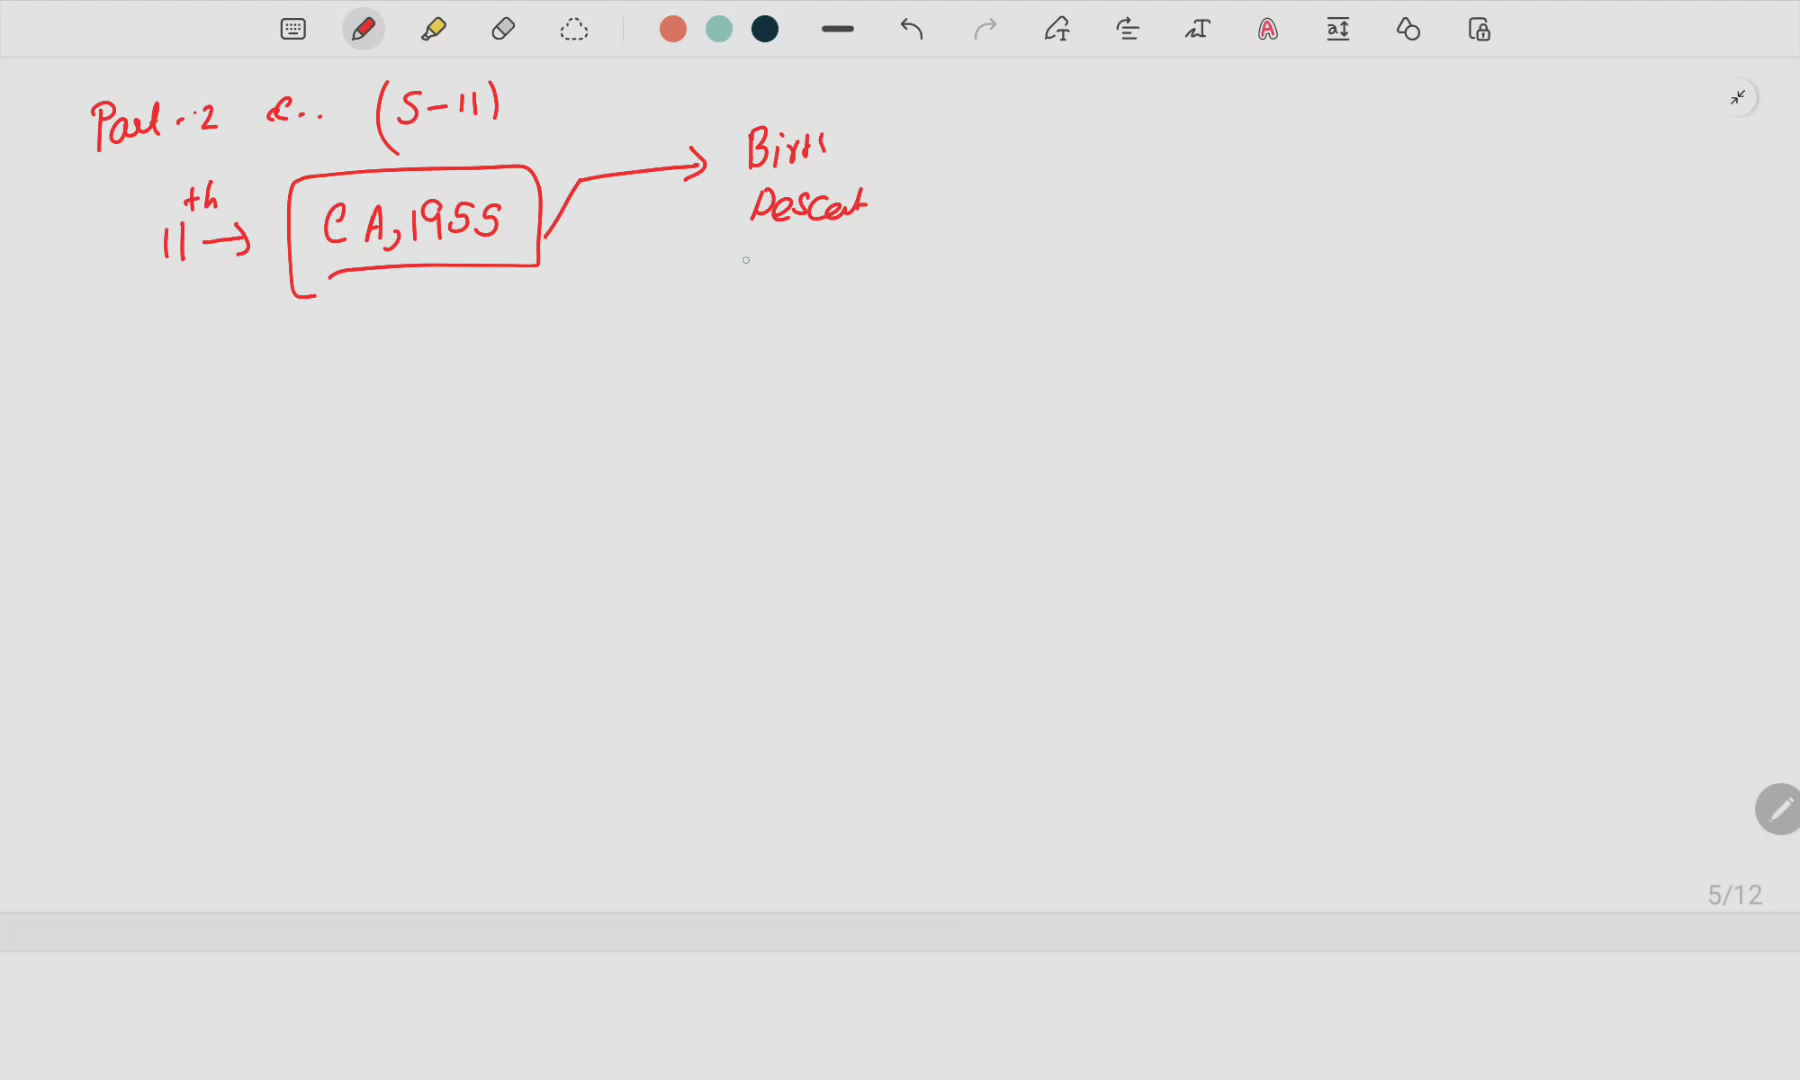 Part-2 C.. (5-11)
11th → CA, 1955
Birth
Descent
5/12